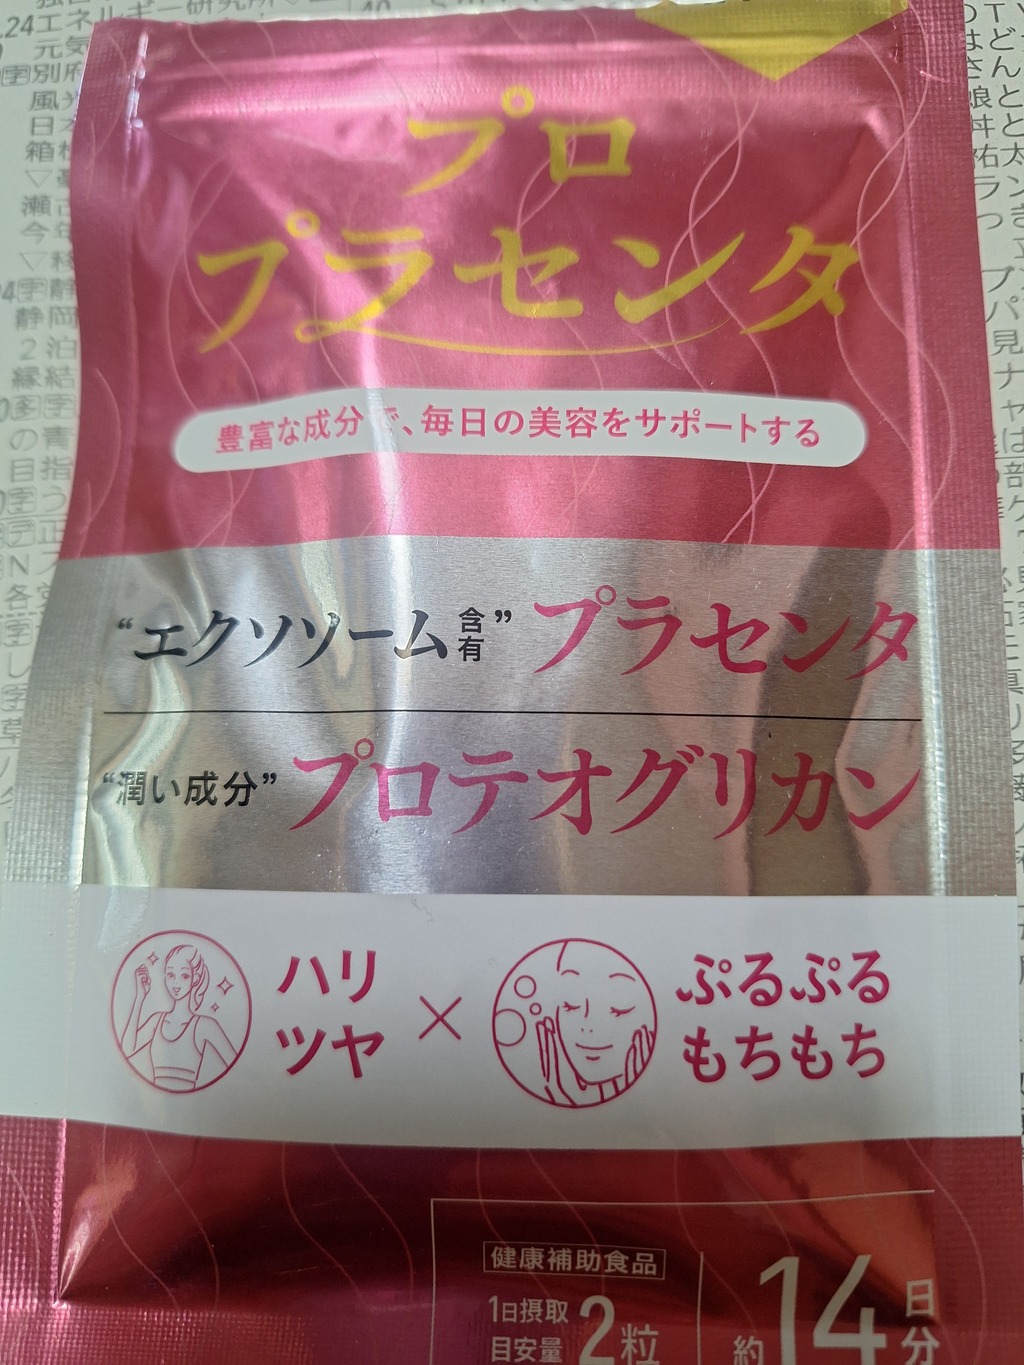 プロ
プラセンタ
豊富な成分で、毎日の美容をサポートする
“エクソソーム含有”プラセンタ
“潤い成分”プロテオグリカン
ハリ
ツヤ
×
ぷるぷる
もちもち
健康補助食品
1日摂取
目安量
2粒
約14日分